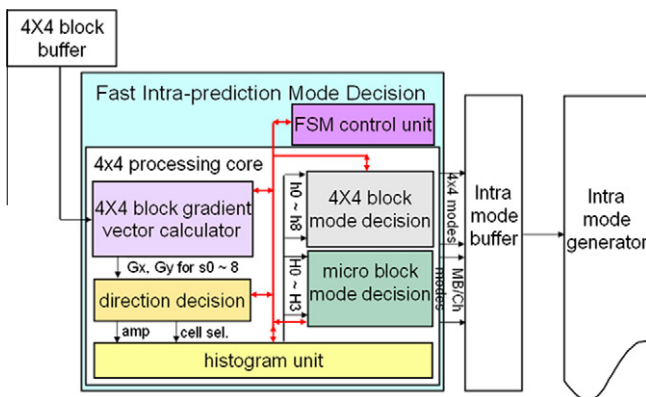 4X4 block
buffer
Fast Intra-prediction Mode Decision
FSM control unit
4x4 processing core
4X4 block gradient
vector calculator
Gx, Gy for s0 ~ 8
direction decision
amp
cell sel.
histogram unit
h0 ~ h8
H0 ~ H3
4X4 block
mode decision
micro block
mode decision
4x4 modes
MB/Ch
modes
Intra
mode
buffer
Intra
mode
generator